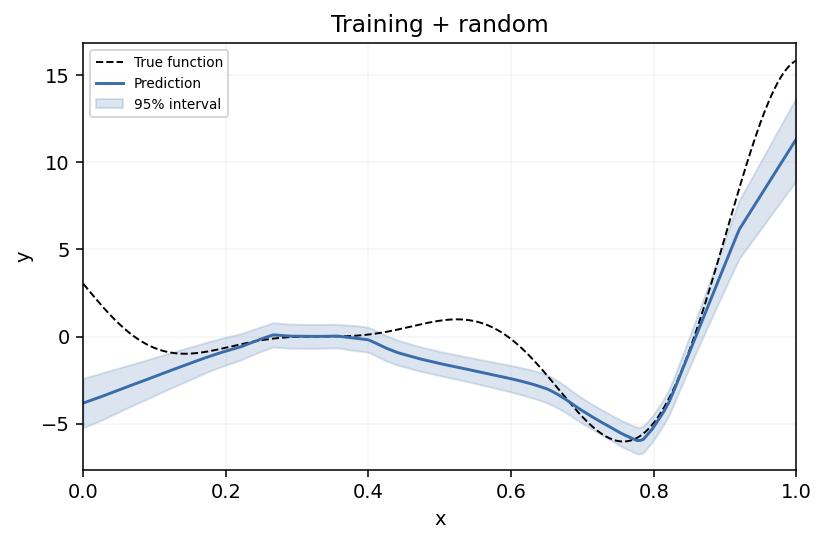 Training + random
True function
Prediction
95% interval
15
10
5
0
−5
y
0.0 0.2 0.4 0.6 0.8 1.0
x